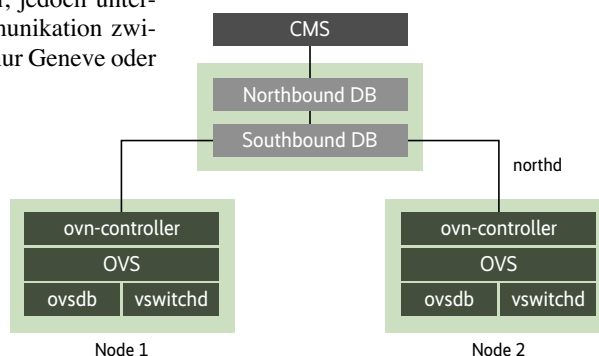 r, jedoch unter-
munikation zwi-
nur Geneve oder
CMS
Northbound DB
Southbound DB
northd
ovn-controller
OVS
ovsdb vswitchd
Node 1
ovn-controller
OVS
ovsdb vswitchd
Node 2